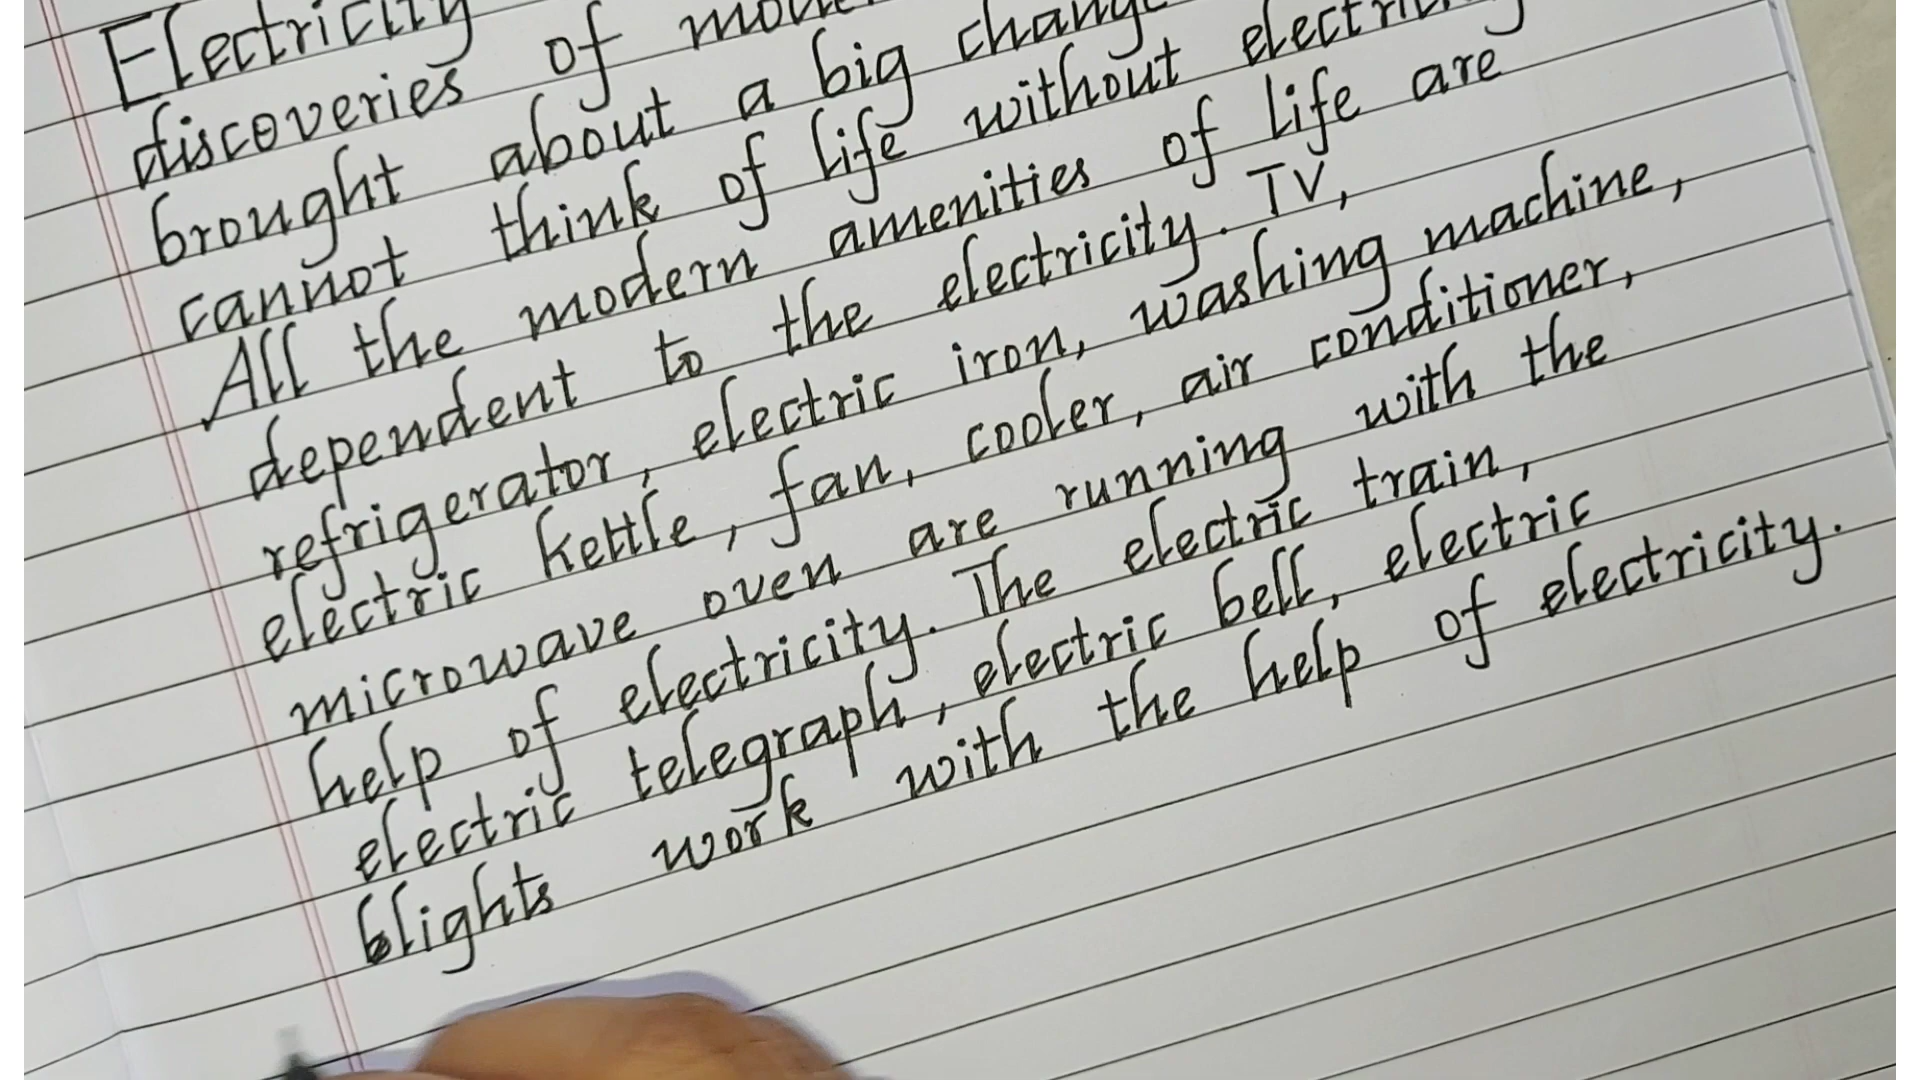 Electricity
discoveries of
brought about a big
cannot think of life without
All the modern amenities of life are
dependent to the electricity. TV,
refrigerator, electric iron, washing machine,
electric kettle, fan, cooler, air conditioner,
microwave oven are running with the
help of electricity. The electric train,
electric telegraph, electric bell, electric
lights work with the help of electricity.